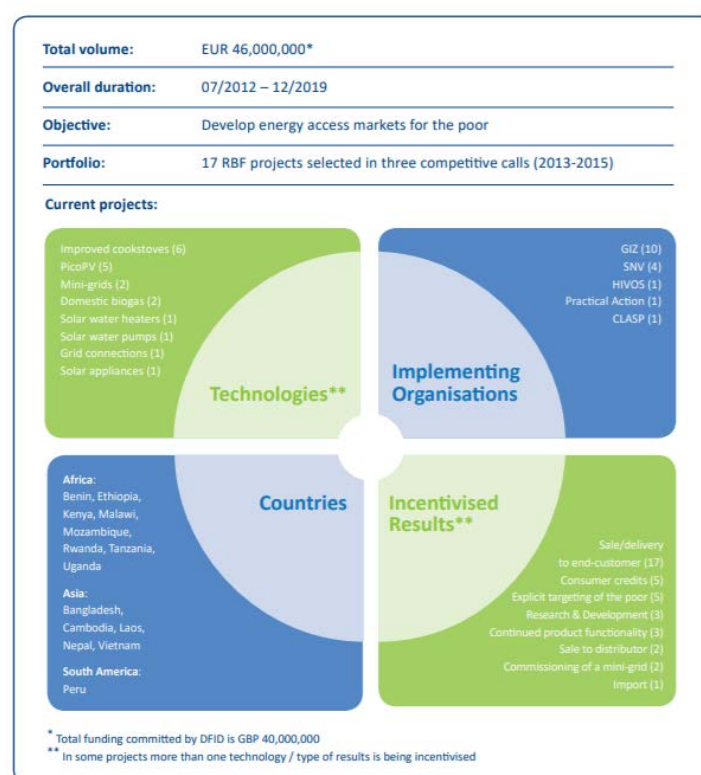 Total volume: EUR 46,000,000*
Overall duration: 07/2012 – 12/2019
Objective: Develop energy access markets for the poor
Portfolio: 17 RBF projects selected in three competitive calls (2013-2015)
Current projects:
Improved cookstoves (6)
PicoPV (5)
Mini-grids (2)
Domestic biogas (2)
Solar water heaters (1)
Solar water pumps (1)
Grid connections (1)
Solar appliances (1)
Technologies**
GIZ (10)
SNV (4)
HIVOS (1)
Practical Action (1)
CLASP (1)
Implementing
Organisations
Africa:
Benin, Ethiopia,
Kenya, Malawi,
Mozambique,
Rwanda, Tanzania,
Uganda
Asia:
Bangladesh,
Cambodia, Laos,
Nepal, Vietnam
South America:
Peru
Countries
Incentivised
Results**
Sale/delivery
to end-customer (17)
Consumer credits (5)
Explicit targeting of the poor (5)
Research & Development (3)
Continued product functionality (3)
Sale to distributor (2)
Commissioning of a mini-grid (2)
Import (1)
* Total funding committed by DFID is GBP 40,000,000
** In some projects more than one technology / type of results is being incentivised